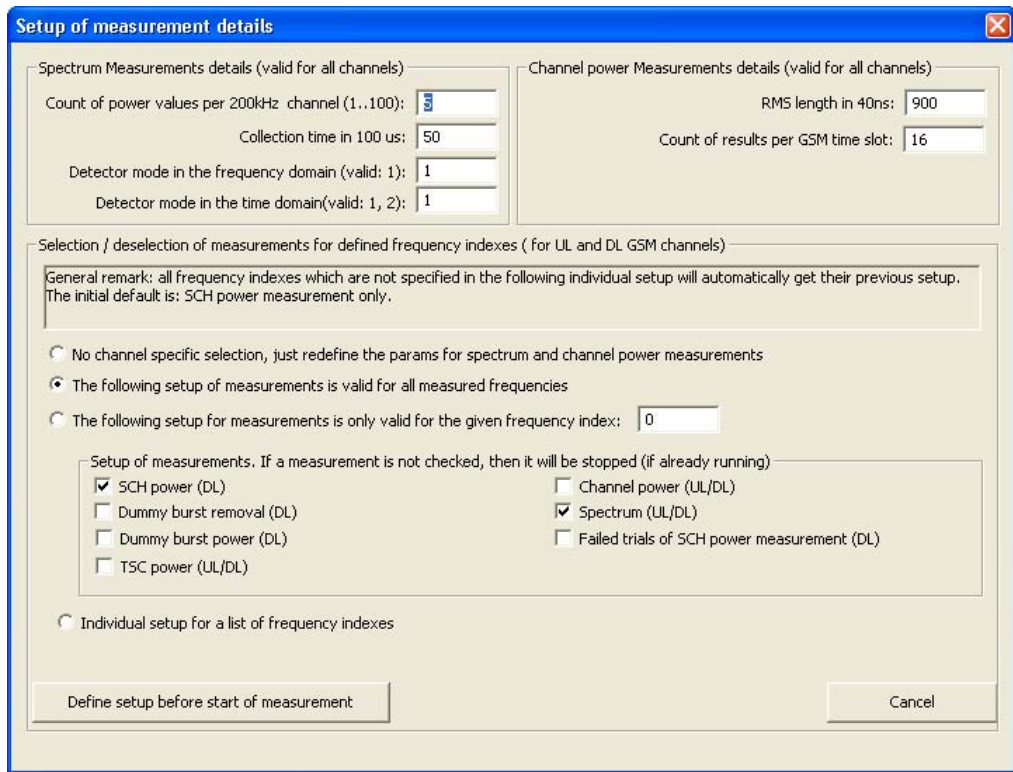 Setup of measurement details
Spectrum Measurements details (valid for all channels)
Count of power values per 200kHz channel (1..100): 5
Collection time in 100 us: 50
Detector mode in the frequency domain (valid: 1): 1
Detector mode in the time domain(valid: 1, 2): 1
Channel power Measurements details (valid for all channels)
RMS length in 40ns: 900
Count of results per GSM time slot: 16
Selection / deselection of measurements for defined frequency indexes ( for UL and DL GSM channels)
General remark: all frequency indexes which are not specified in the following individual setup will automatically get their previous setup.
The initial default is: SCH power measurement only.
No channel specific selection, just redefine the params for spectrum and channel power measurements
The following setup of measurements is valid for all measured frequencies
The following setup for measurements is only valid for the given frequency index: 0
Setup of measurements. If a measurement is not checked, then it will be stopped (if already running)
SCH power (DL)
Dummy burst removal (DL)
Dummy burst power (DL)
TSC power (UL/DL)
Channel power (UL/DL)
Spectrum (UL/DL)
Failed trials of SCH power measurement (DL)
Individual setup for a list of frequency indexes
Define setup before start of measurement
Cancel